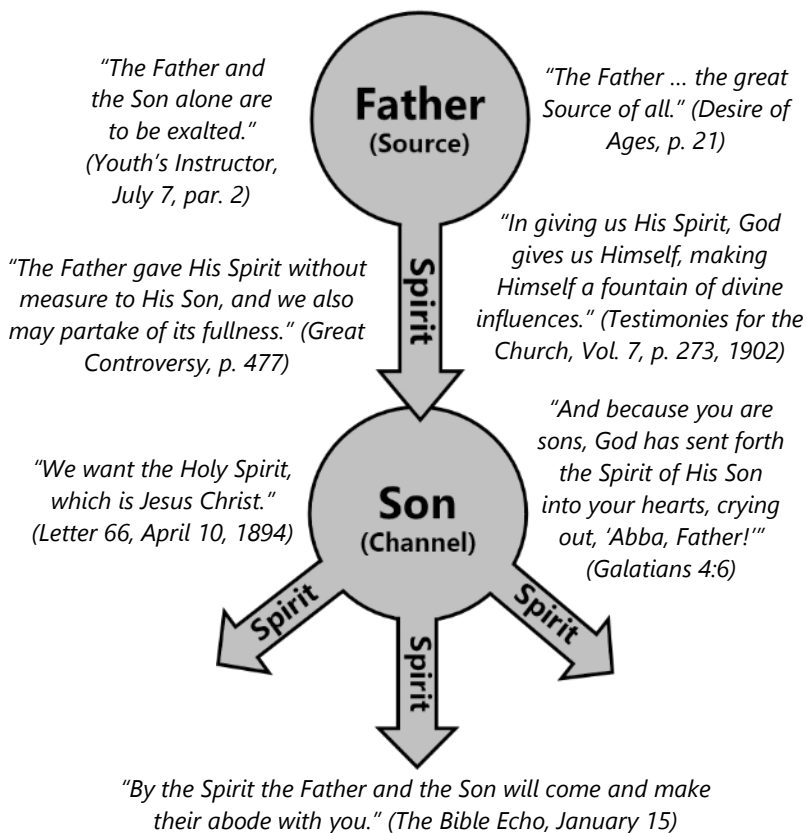 “The Father and
the Son alone are
to be exalted.”
(Youth’s Instructor,
July 7, par. 2)
Father
(Source)
“The Father ... the great
Source of all.” (Desire of
Ages, p. 21)
“The Father gave His Spirit without
measure to His Son, and we also
may partake of its fullness.” (Great
Controversy, p. 477)
Spirit
“In giving us His Spirit, God
gives us Himself, making
Himself a fountain of divine
influences.” (Testimonies for the
Church, Vol. 7, p. 273, 1902)
“We want the Holy Spirit,
which is Jesus Christ.”
(Letter 66, April 10, 1894)
Son
(Channel)
“And because you are
sons, God has sent forth
the Spirit of His Son
into your hearts, crying
out, ‘Abba, Father!’”
(Galatians 4:6)
Spirit
Spirit
Spirit
“By the Spirit the Father and the Son will come and make
their abode with you.” (The Bible Echo, January 15)